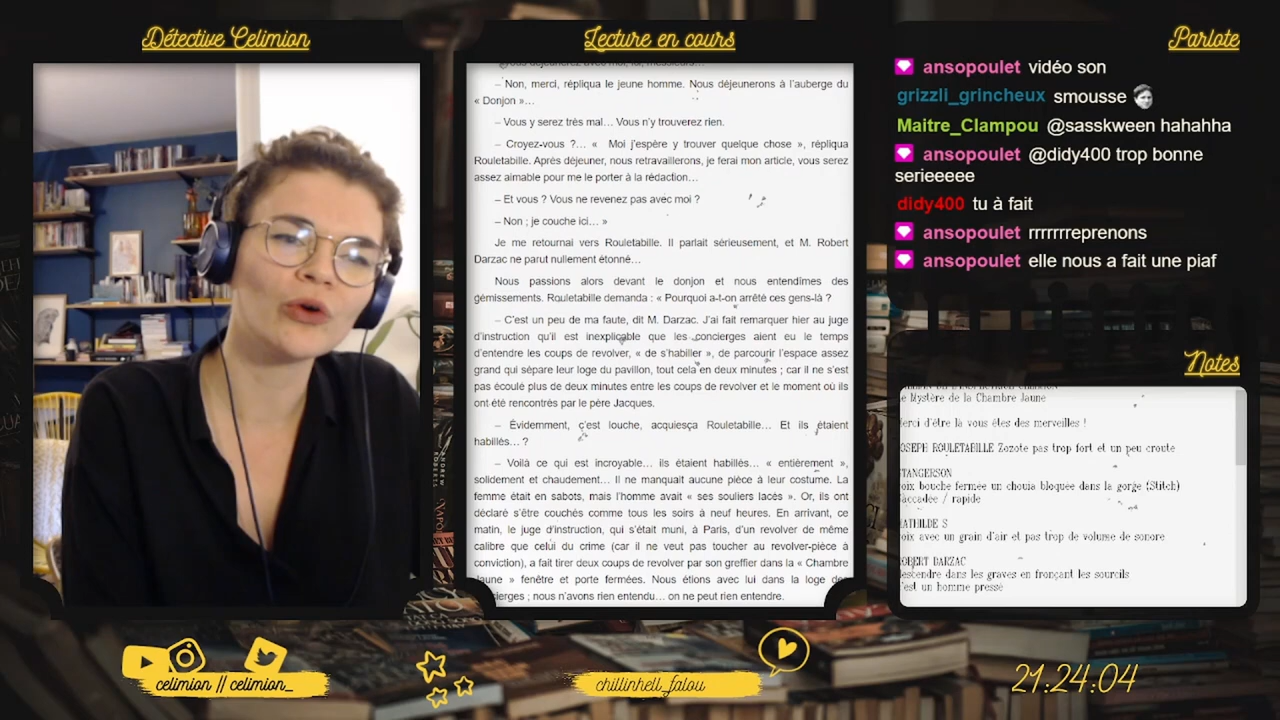 Détective Celimion
Lecture en cours
Parlote
– Non, merci, répliqua le jeune homme. Nous déjeunerons à l'auberge du
« Donjon »…
– Vous y serez très mal… Vous n'y trouverez rien.
– Croyez-vous ?… « Moi j'espère y trouver quelque chose », répliqua
Rouletabille. Après déjeuner, nous retravaillerons, je ferai mon article, vous serez
assez aimable pour me le porter à la rédaction…
– Et vous ? Vous ne revenez pas avec moi ?
– Non ; je couche ici… »
Je me retournai vers Rouletabille. Il parlait sérieusement, et M. Robert
Darzac ne parut nullement étonné…
Nous passions alors devant le donjon et nous entendîmes des
gémissements. Rouletabille demanda : « Pourquoi a-t-on arrêté ces gens-là ?
– C'est un peu de ma faute, dit M. Darzac. J'ai fait remarquer hier au juge
d'instruction qu'il est inexplicable que les concierges aient eu le temps
d'entendre les coups de revolver, « de s'habiller », de parcourir l'espace assez
grand qui sépare leur loge du pavillon, tout cela en deux minutes ; car il ne s'est
pas écoulé plus de deux minutes entre les coups de revolver et le moment où ils
ont été rencontrés par le père Jacques.
– Évidemment, c'est louche, acquiesça Rouletabille… Et ils étaient
habillés… ?
– Voilà ce qui est incroyable… ils étaient habillés… « entièrement »,
solidement et chaudement… Il ne manquait aucune pièce à leur costume. La
femme était en sabots, mais l'homme avait « ses souliers lacés ». Or, ils ont
déclaré s'être couchés comme tous les soirs à neuf heures. En arrivant, ce
matin, le juge d'instruction, qui s'était muni, à Paris, d'un revolver de même
calibre que celui du crime (car il ne veut pas toucher au revolver-pièce à
conviction), a fait tirer deux coups de revolver par son greffier dans la « Chambre
Jaune » fenêtre et porte fermées. Nous étions avec lui dans la loge des
cierges ; nous n'avons rien entendu… on ne peut rien entendre.
ansopoulet vidéo son
grizzli_grincheux smousse
Maitre_Clampou @sasskween hahahha
ansopoulet @didy400 trop bonne
serieeeee
didy400 tu à fait
ansopoulet rrrrrrreprenons
ansopoulet elle nous a fait une piaf
Notes
e Mystère de la Chambre Jaune
erci d'être là vous êtes des merveilles !
OSEPH ROULETABILLE Zozote pas trop fort et un peu croute
TANGERSON
oix bouche fermée un chouia bloquée dans la gorge (Stitch)
accadée / rapide
ATHILDE S
oix avec un grain d'air et pas trop de volume de sonore
OBERT DARZAC
escendre dans les graves en fronçant les sourcils
'est un homme pressé
celimion // celimion_
chillinhell_falou
21:24:04